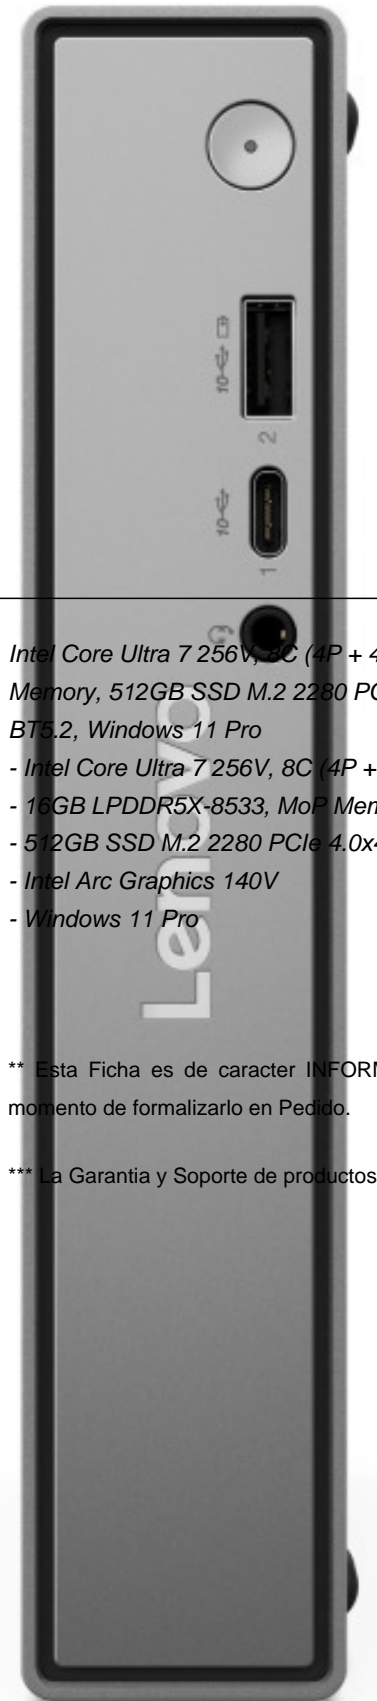 10
2
10
1
Lenovo
Intel Core Ultra 7 256V, 8C (4P + 4
Memory, 512GB SSD M.2 2280 PC
BT5.2, Windows 11 Pro
- Intel Core Ultra 7 256V, 8C (4P +
- 16GB LPDDR5X-8533, MoP Mem
- 512GB SSD M.2 2280 PCIe 4.0x4
- Intel Arc Graphics 140V
- Windows 11 Pro
** Esta Ficha es de caracter INFORM
momento de formalizarlo en Pedido.
*** La Garantia y Soporte de productos